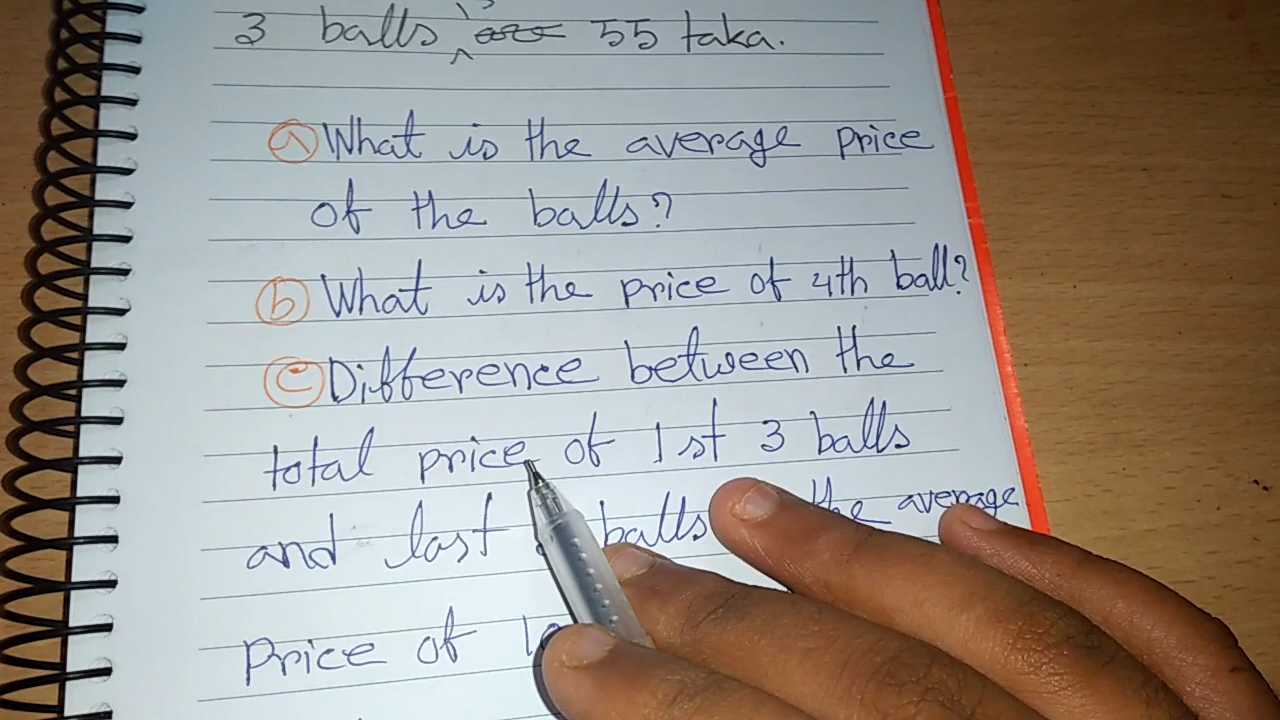 3 balls is 55 taka.
a What is the average price
of the balls?
b What is the price of 4th ball?
c Difference between the
total price of 1st 3 balls
and last balls the average
Price of